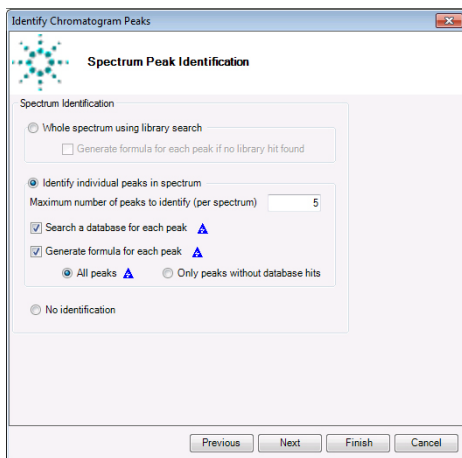 Identify Chromatogram Peaks
Spectrum Peak Identification
Spectrum Identification
Whole spectrum using library search
Generate formula for each peak if no library hit found
Identify individual peaks in spectrum
Maximum number of peaks to identify (per spectrum) 5
Search a database for each peak
Generate formula for each peak
All peaks Only peaks without database hits
No identification
Previous Next Finish Cancel